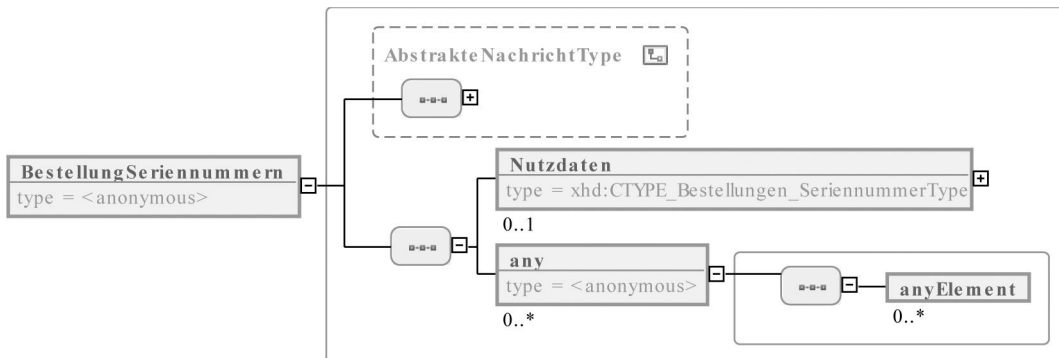 AbstrakteNachrichtType
BestellungSeriennummern
type = <anonymous>
Nutzdaten
type = xhd:CTYPE_Bestellungen_SeriennummerType
0..1
any
type = <anonymous>
0..*
anyElement
0..*